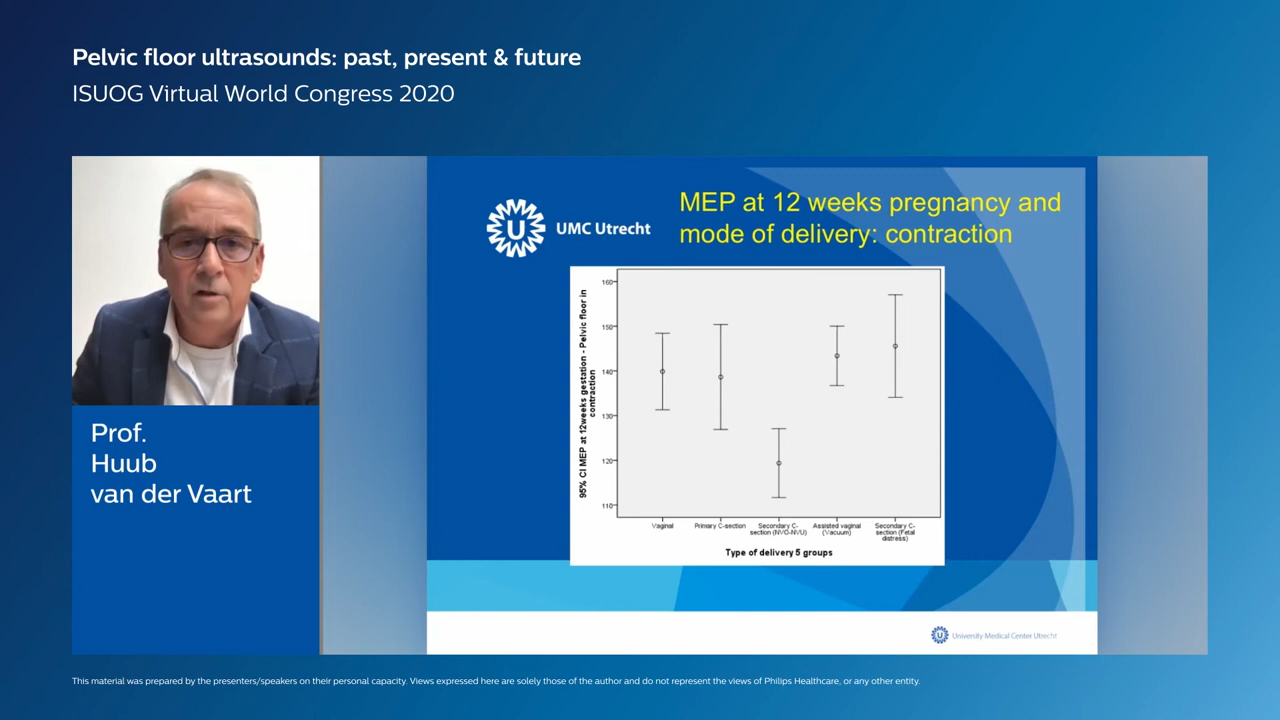 Pelvic floor ultrasounds: past, present & future
ISUOG Virtual World Congress 2020
U
UMC Utrecht
MEP at 12 weeks pregnancy and
mode of delivery: contraction
95% CI MEP at 12weeks gestation - Pelvic floor in
contraction
160
150
140
130
120
110
Vaginal
Primary C-section
Secondary C-
section (NVO-NVU)
Assisted vaginal
(Vacuum)
Secondary C-
section (Fetal
distress)
Type of delivery 5 groups
Prof.
Huub
van der Vaart
U
University Medical Center Utrecht
This material was prepared by the presenters/speakers on their personal capacity. Views expressed here are solely those of the author and do not represent the views of Philips Healthcare, or any other entity.